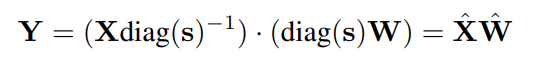 Y = (Xdiag(s)⁻¹) · (diag(s)W) = X̂Ŵ